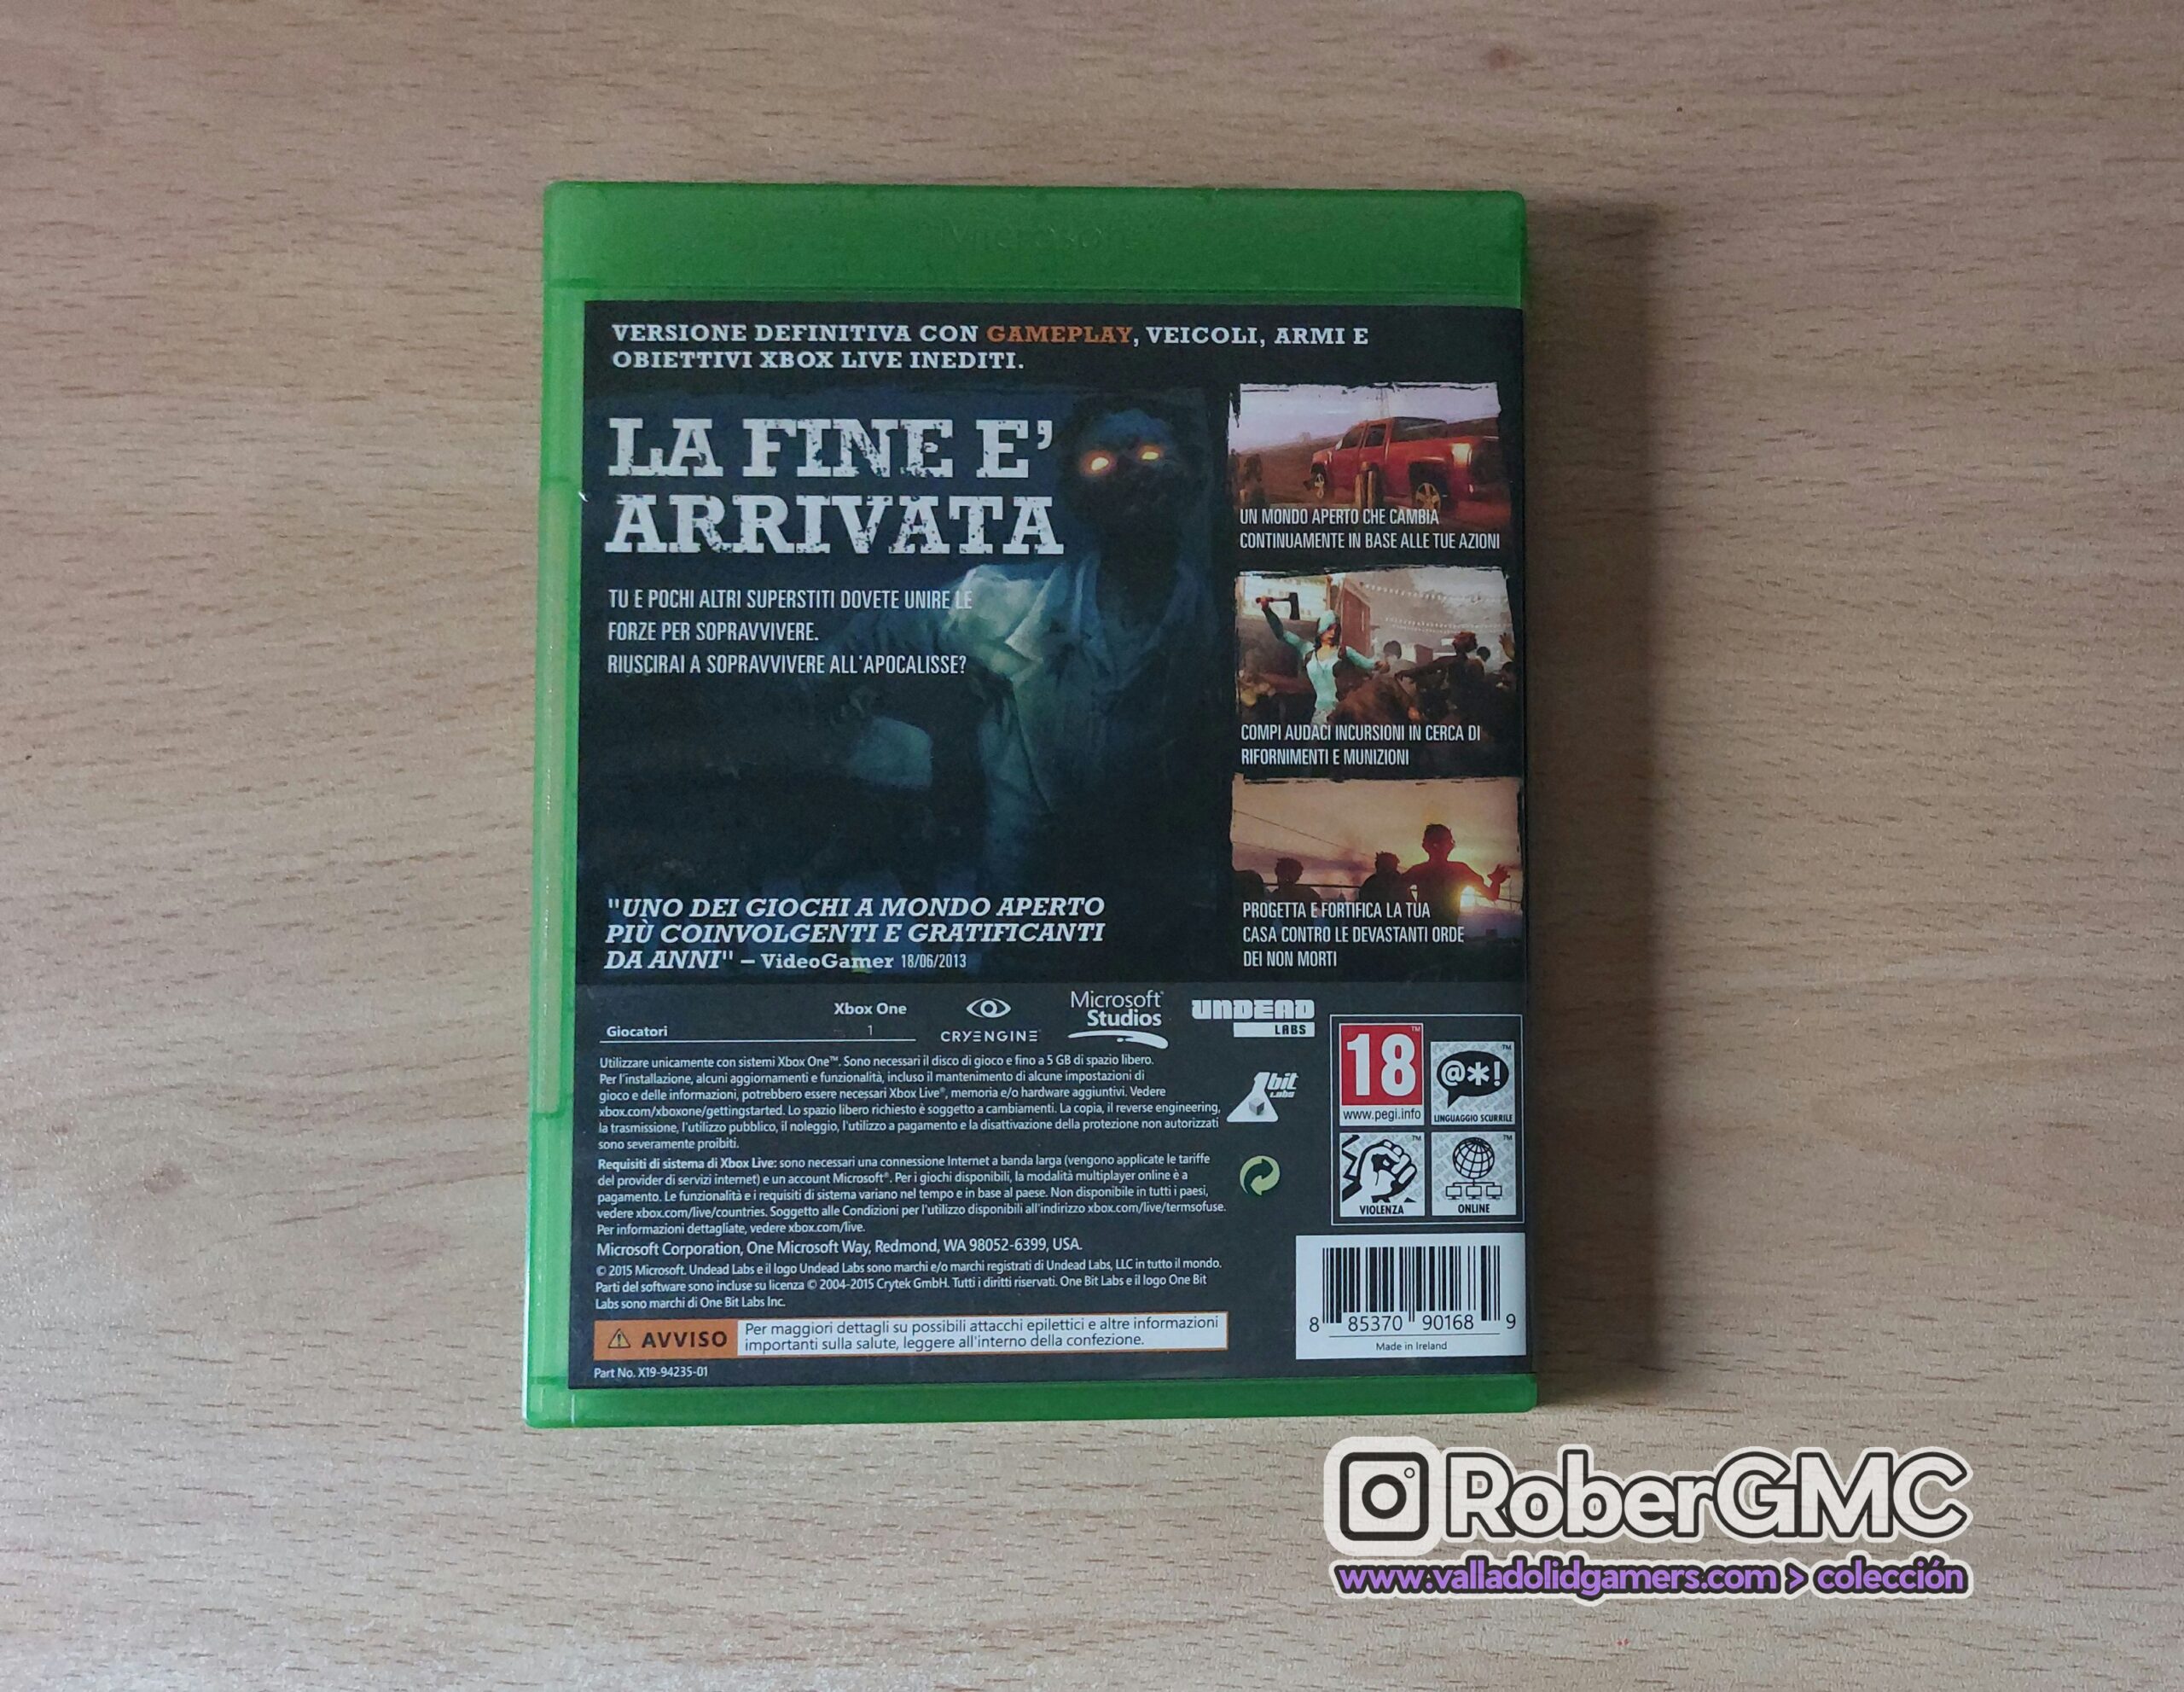 Microsoft
VERSIONE DEFINITIVA CON GAMEPLAY, VEICOLI, ARMI E
OBIETTIVI XBOX LIVE INEDITI.
LA FINE E'
ARRIVATA
TU E POCHI ALTRI SUPERSTITI DOVETE UNIRE LE
FORZE PER SOPRAVVIVERE.
RIUSCIRAI A SOPRAVVIVERE ALL'APOCALISSE?
UN MONDO APERTO CHE CAMBIA
CONTINUAMENTE IN BASE ALLE TUE AZIONI
COMPI AUDACI INCURSIONI IN CERCA DI
RIFORNIMENTI E MUNIZIONI
PROGETTA E FORTIFICA LA TUA
CASA CONTRO LE DEVASTANTI ORDE
DEI NON MORTI
"UNO DEI GIOCHI A MONDO APERTO
PIÙ COINVOLGENTI E GRATIFICANTI
DA ANNI" – VideoGamer 18/06/2013
Xbox One
Giocatori 1
CRYENGINE
Microsoft
Studios
UNDEAD
LABS
1bit
Labs
Utilizzare unicamente con sistemi Xbox One™. Sono necessari il disco di gioco e fino a 5 GB di spazio libero.
Per l'installazione, alcuni aggiornamenti e funzionalità, incluso il mantenimento di alcune impostazioni di
gioco e delle informazioni, potrebbero essere necessari Xbox Live®, memoria e/o hardware aggiuntivi. Vedere
xbox.com/xboxone/gettingstarted. Lo spazio libero richiesto è soggetto a cambiamenti. La copia, il reverse engineering,
la trasmissione, l'utilizzo pubblico, il noleggio, l'utilizzo a pagamento e la disattivazione della protezione non autorizzati
sono severamente proibiti.
Requisiti di sistema di Xbox Live: sono necessari una connessione Internet a banda larga (vengono applicate le tariffe
del provider di servizi internet) e un account Microsoft®. Per i giochi disponibili, la modalità multiplayer online è a
pagamento. Le funzionalità e i requisiti di sistema variano nel tempo e in base al paese. Non disponibile in tutti i paesi,
vedere xbox.com/live/countries. Soggetto alle Condizioni per l'utilizzo disponibili all'indirizzo xbox.com/live/termsofuse.
Per informazioni dettagliate, vedere xbox.com/live.
Microsoft Corporation, One Microsoft Way, Redmond, WA 98052-6399, USA.
© 2015 Microsoft. Undead Labs e il logo Undead Labs sono marchi e/o marchi registrati di Undead Labs, LLC in tutto il mondo.
Parti del software sono incluse su licenza © 2004-2015 Crytek GmbH. Tutti i diritti riservati. One Bit Labs e il logo One Bit
Labs sono marchi di One Bit Labs Inc.
AVVISO
Per maggiori dettagli su possibili attacchi epilettici e altre informazioni
importanti sulla salute, leggere all'interno della confezione.
Part No. X19-94235-01
18
www.pegi.info
@*!
LINGUAGGIO SCURRILE
VIOLENZA
ONLINE
8 85370 90168 9
Made in Ireland
RoberGMC
www.valladolidgamers.com > colección